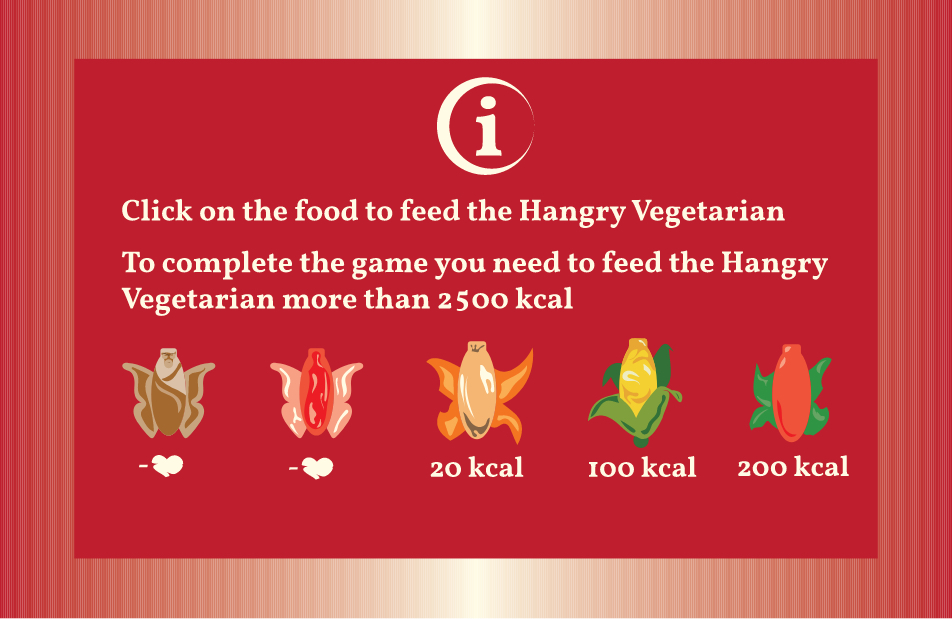 i
Click on the food to feed the Hangry Vegetarian
To complete the game you need to feed the Hangry
Vegetarian more than 2500 kcal
- - 20 kcal 100 kcal 200 kcal